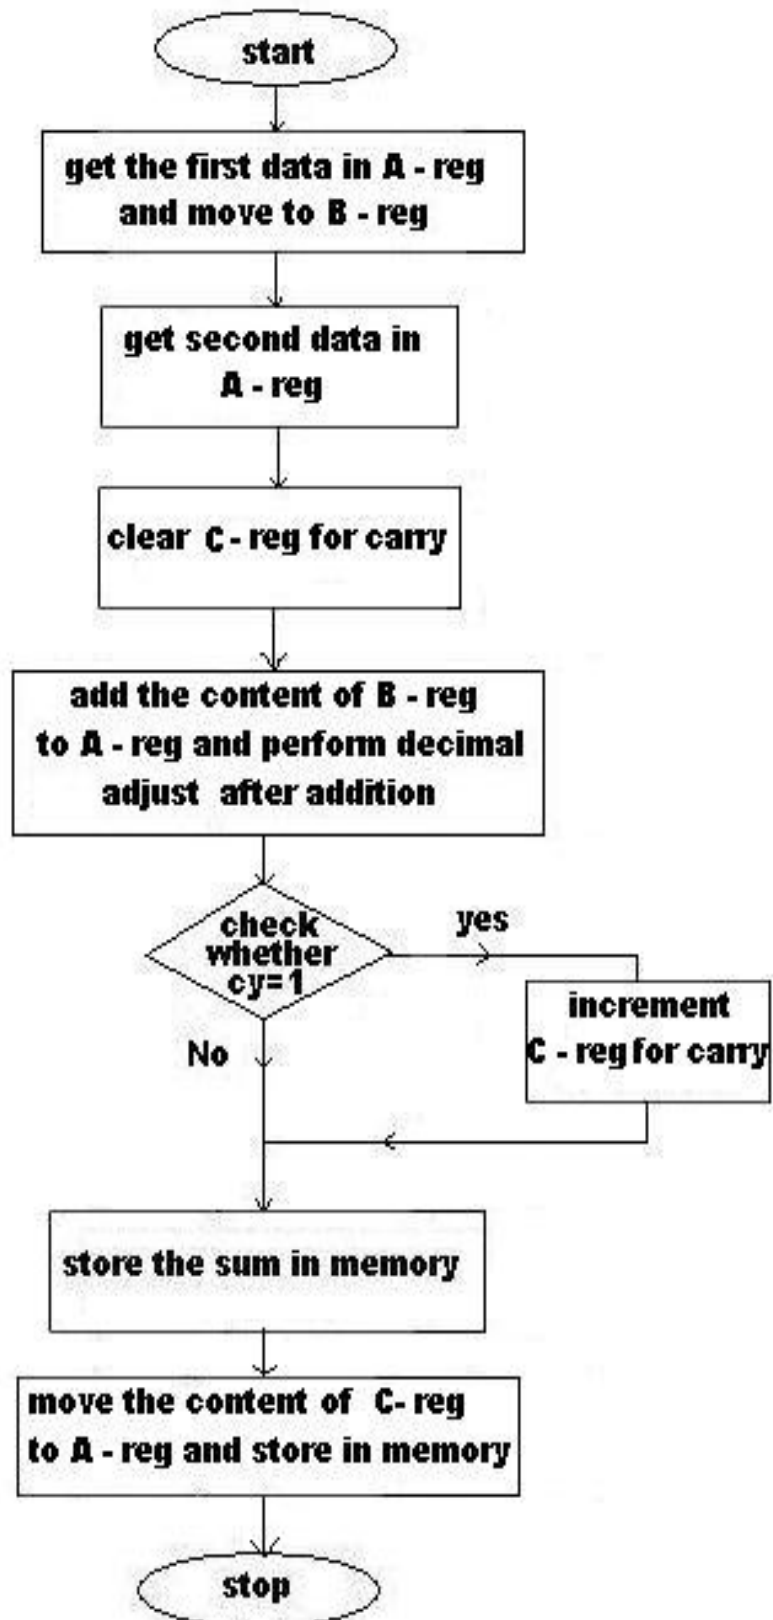 start
get the first data in A - reg
and move to B - reg
get second data in
A - reg
clear C - reg for carry
add the content of B - reg
to A - reg and perform decimal
adjust after addition
check
whether
cy=1
yes
increment
C - reg for carry
No
store the sum in memory
move the content of C- reg
to A - reg and store in memory
stop